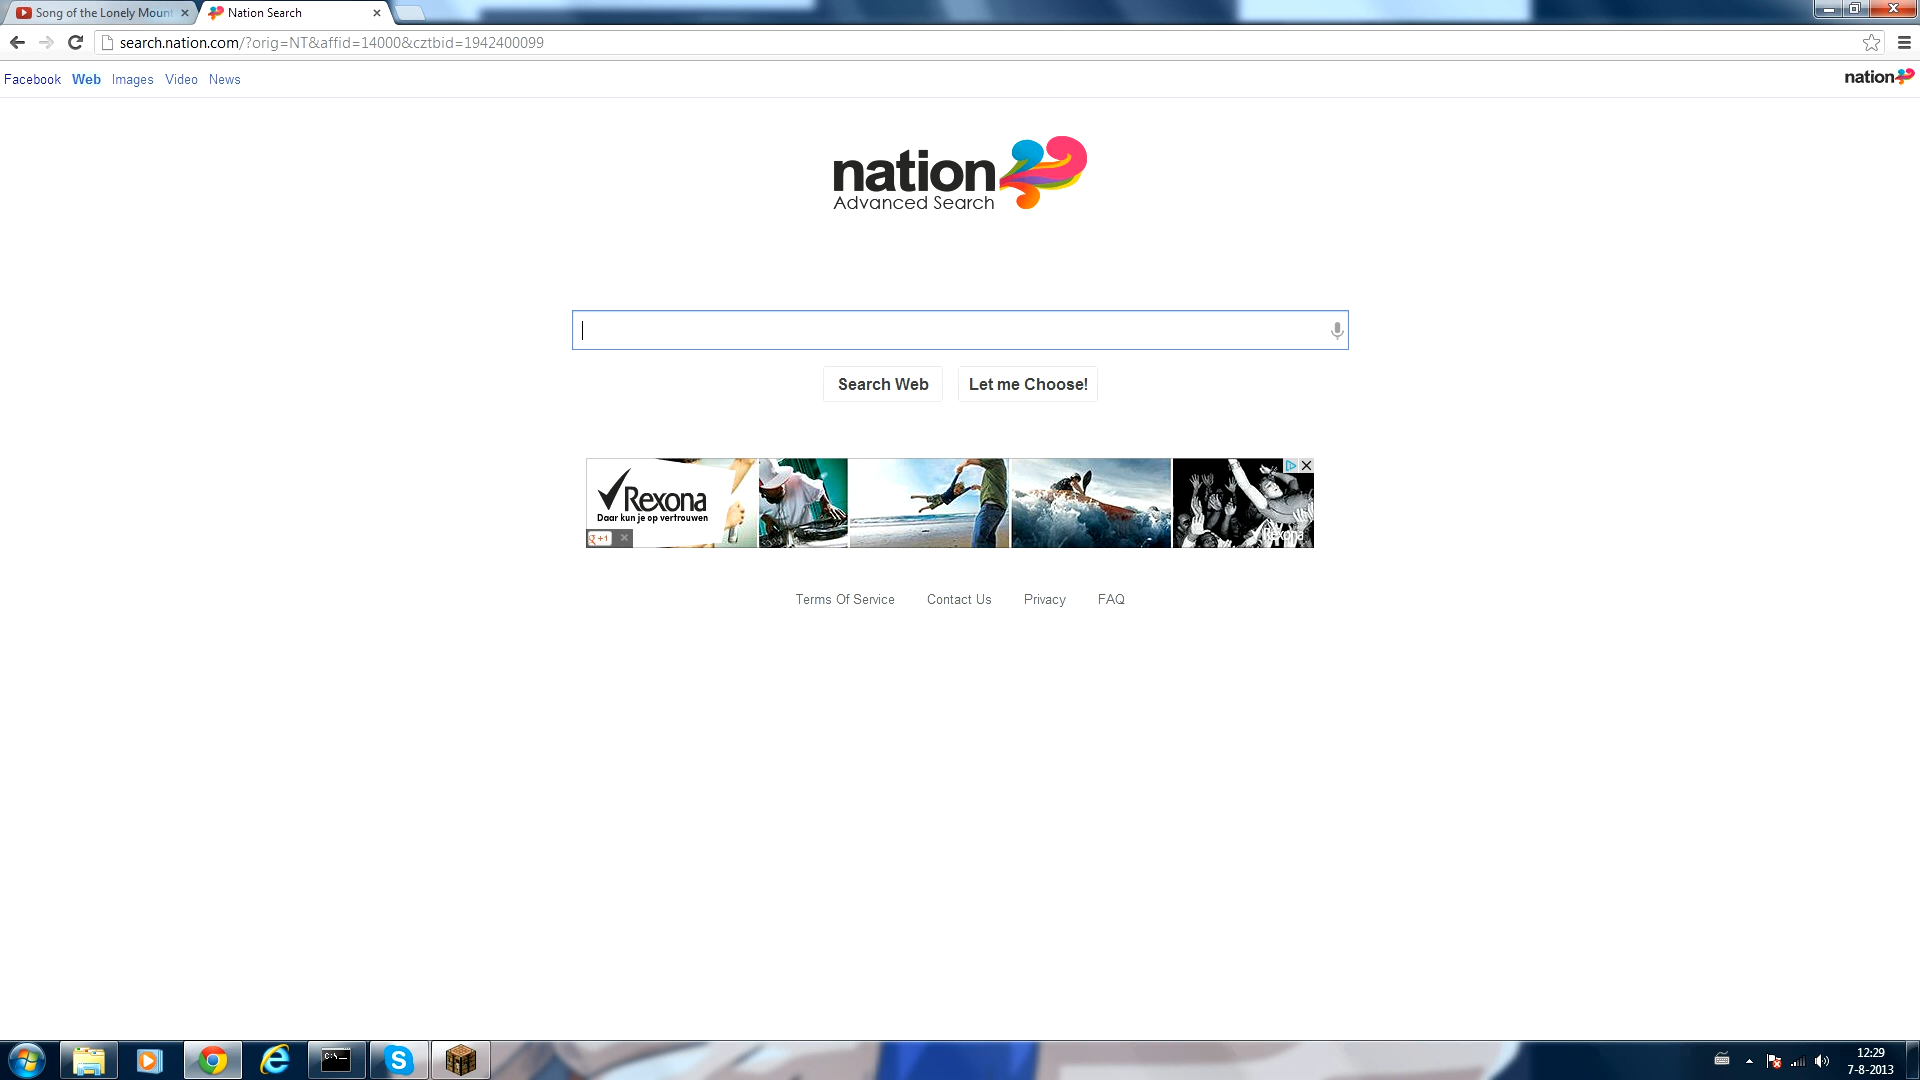 Song of the Lonely Mount
Nation Search
search.nation.com/?orig=NT&affid=14000&cztbid=1942400099
Facebook Web Images Video News
nation
nation
Advanced Search
Search Web
Let me Choose!
Rexona
Daar kun je op vertrouwen
g+1
Rexona
Terms Of Service Contact Us Privacy FAQ
C:\_
12:29
7-8-2013